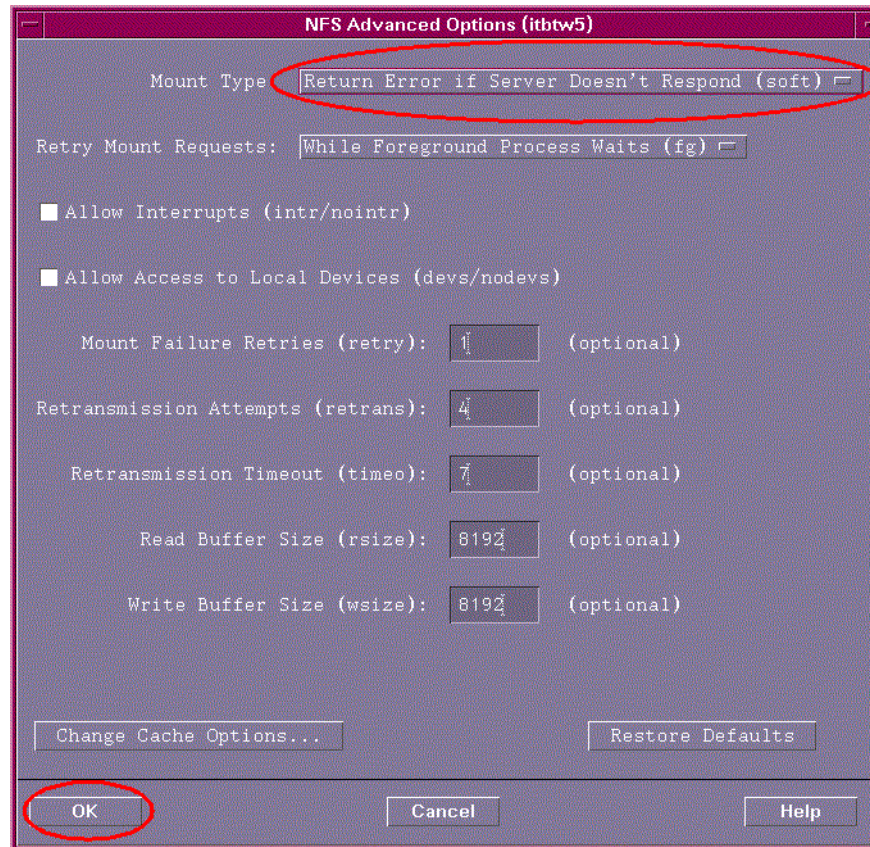 NFS Advanced Options (itbtw5)
Mount Type Return Error if Server Doesn't Respond (soft)
Retry Mount Requests: While Foreground Process Waits (fg)
Allow Interrupts (intr/nointr)
Allow Access to Local Devices (devs/nodevs)
Mount Failure Retries (retry): 1 (optional)
Retransmission Attempts (retrans): 4 (optional)
Retransmission Timeout (timeo): 7 (optional)
Read Buffer Size (rsize): 8192 (optional)
Write Buffer Size (wsize): 8192 (optional)
Change Cache Options... Restore Defaults
OK Cancel Help